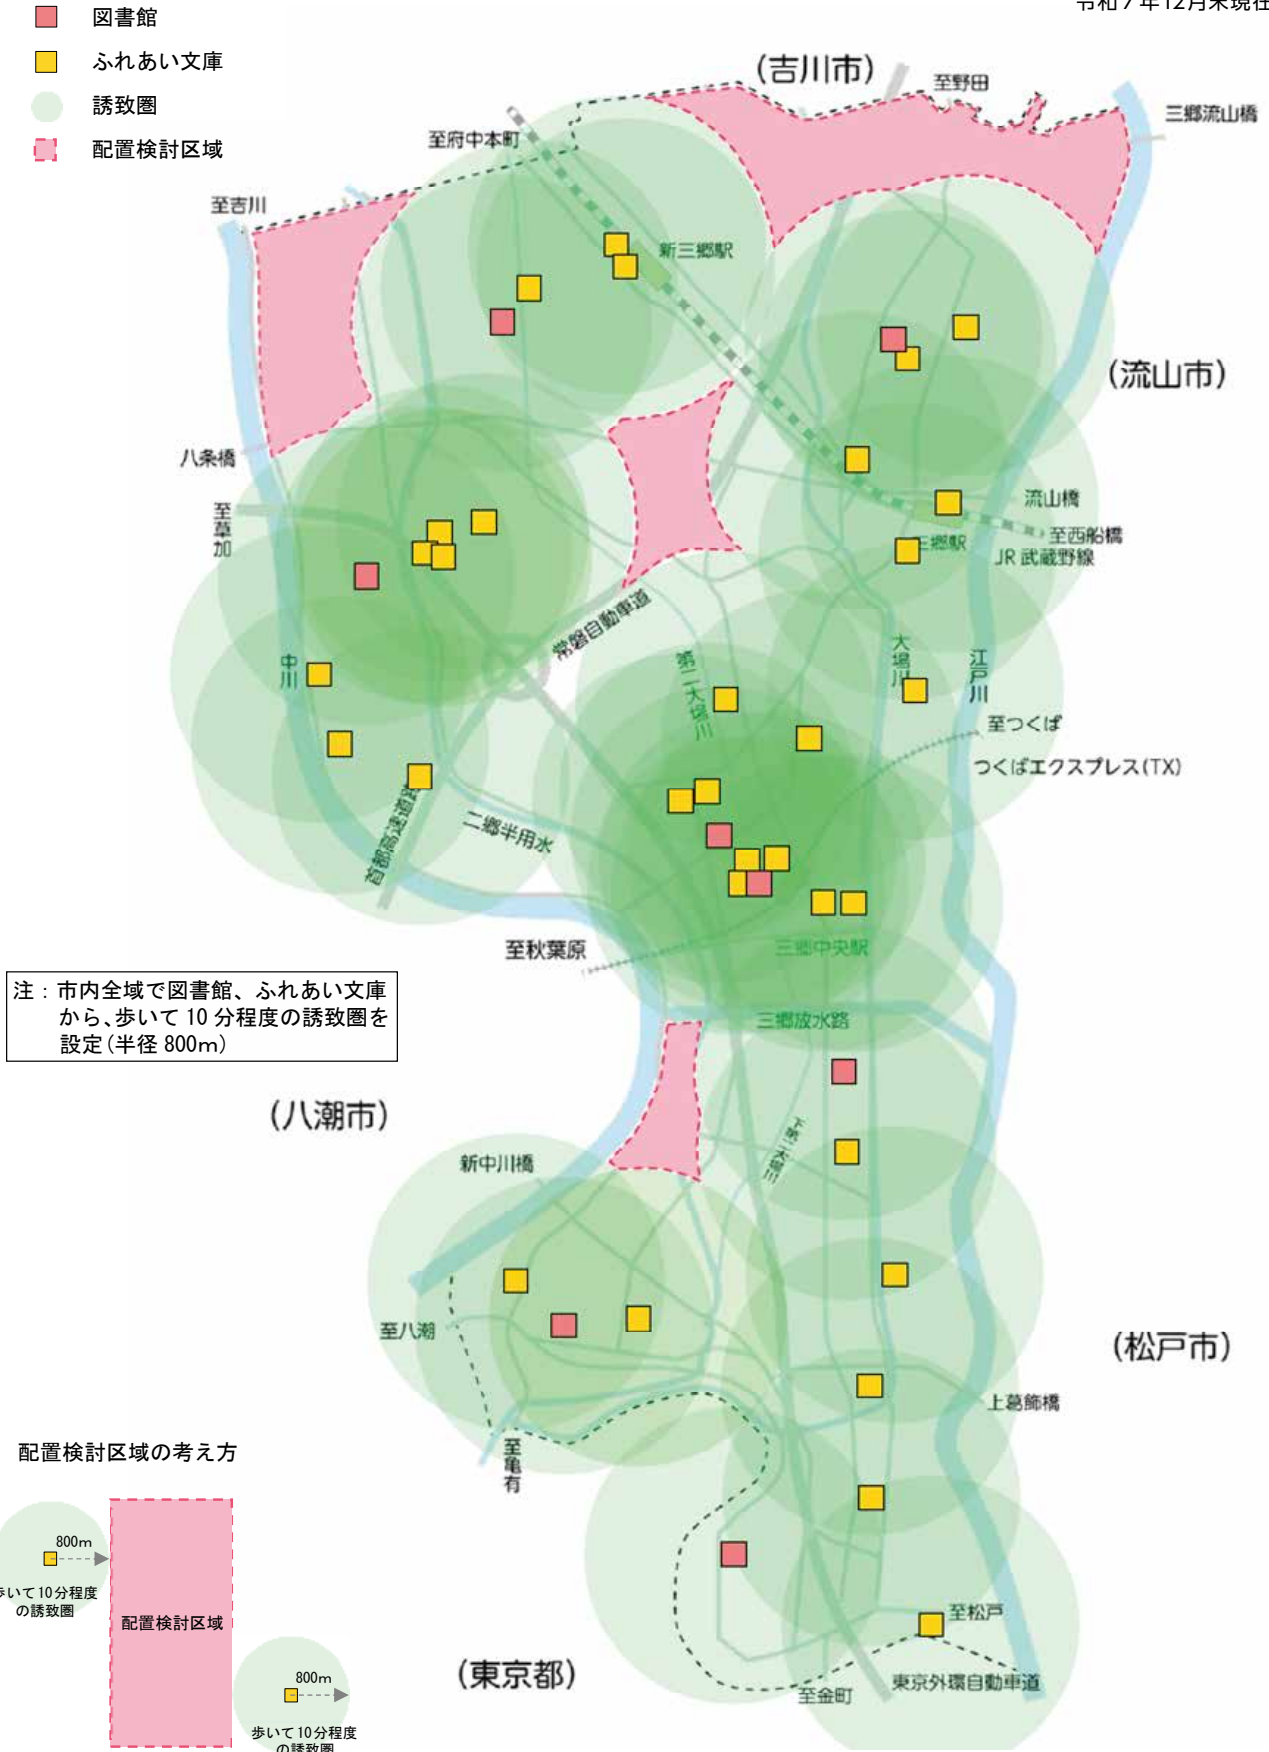 令和7年12月末現在
図書館
ふれあい文庫
誘致圏
配置検討区域
(吉川市)
至野田
三郷流山橋
至府中本町
至吉川
新三郷駅
(流山市)
八条橋
至草加
流山橋
至西船橋
三郷駅
JR武蔵野線
常磐自動車道
中川
第二大場川
大場川
江戸川
至つくば
つくばエクスプレス(TX)
首都高速道路
二郷半用水
至秋葉原
三郷中央駅
注：市内全域で図書館、ふれあい文庫
から、歩いて10分程度の誘致圏を
設定(半径800m)
三郷放水路
(八潮市)
下第二大場川
新中川橋
至八潮
(松戸市)
上葛飾橋
至亀有
配置検討区域の考え方
800m
歩いて10分程度
の誘致圏
配置検討区域
800m
歩いて10分程度
の誘致圏
(東京都)
至松戸
東京外環自動車道
至金町